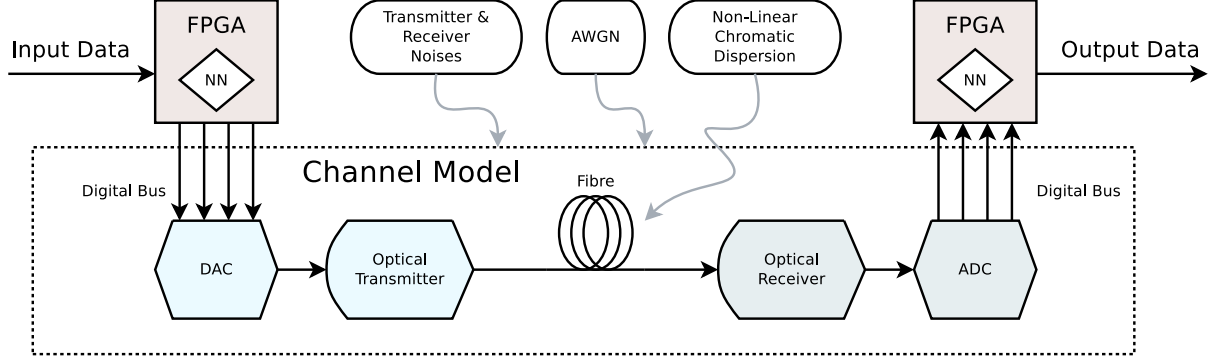 Input Data
FPGA
NN
Transmitter &
Receiver
Noises
AWGN
Non-Linear
Chromatic
Dispersion
FPGA
NN
Output Data
Channel Model
Digital Bus
Fibre
Digital Bus
DAC
Optical
Transmitter
Optical
Receiver
ADC